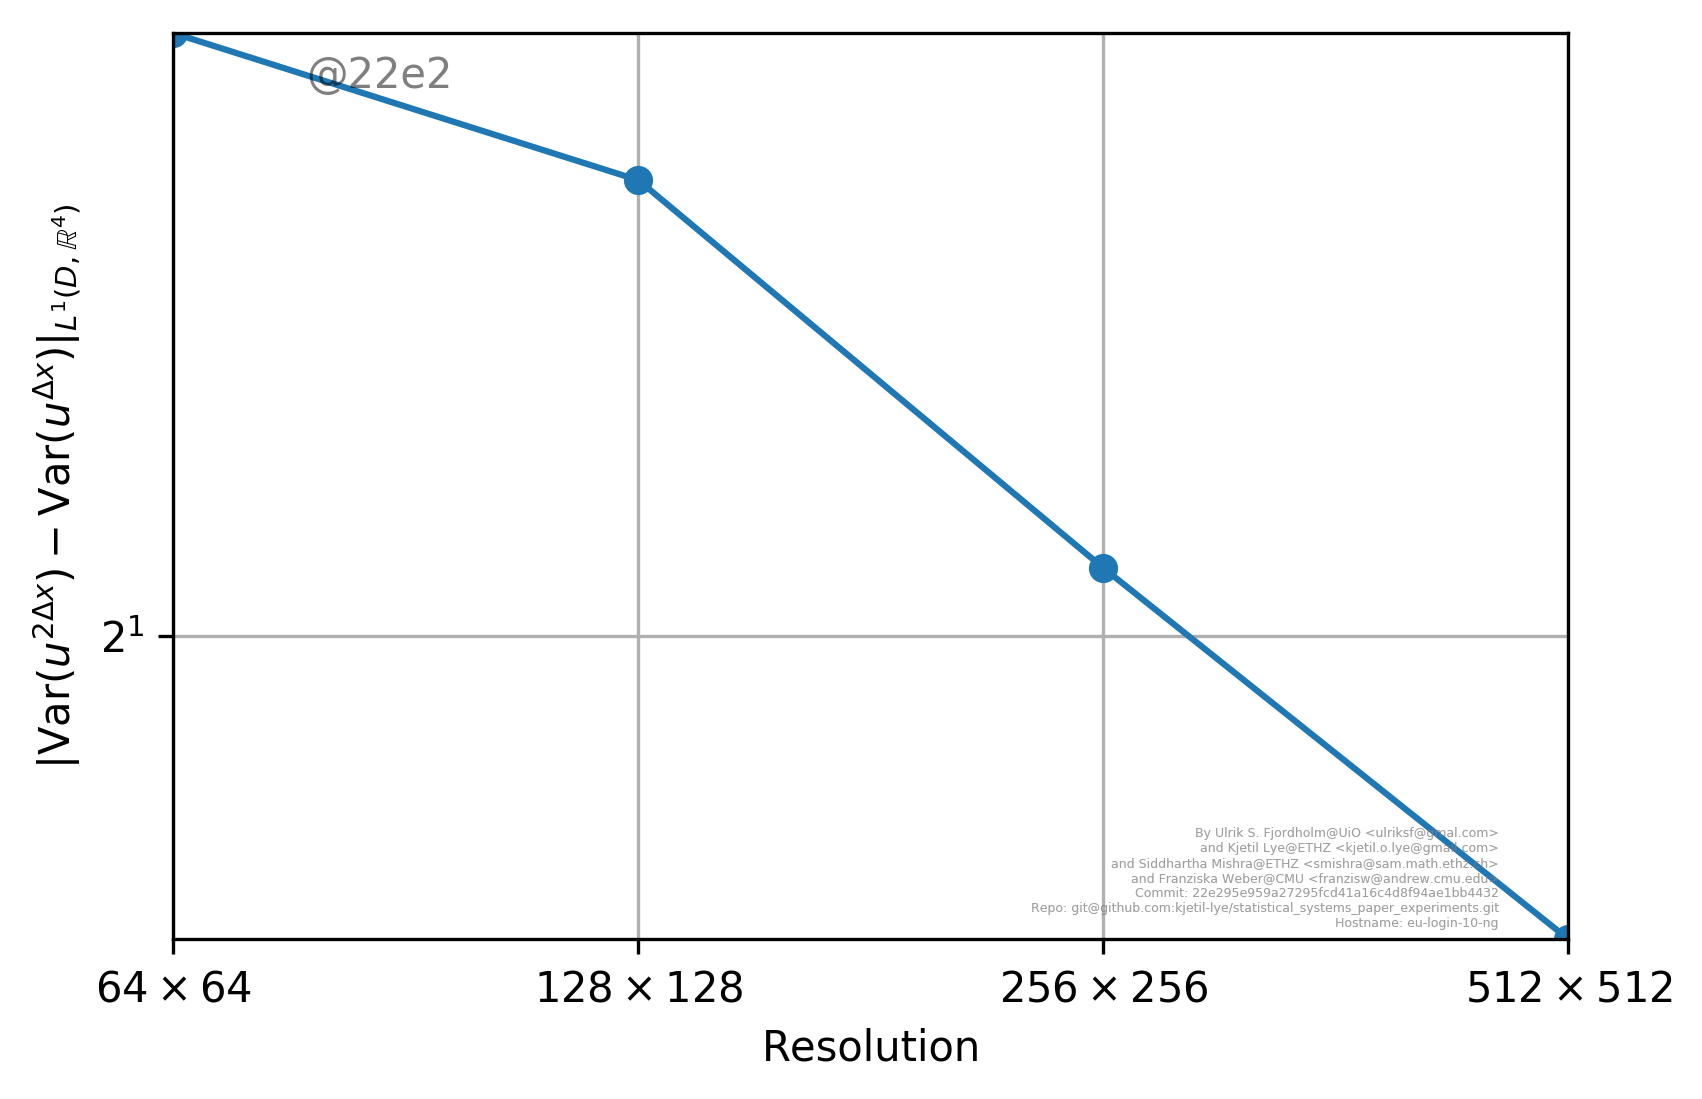 @22e2
|Var(u^{2Δx}) − Var(u^{Δx})|_{L^1(D, ℝ^4)}
2^1
By Ulrik S. Fjordholm@UiO <ulriksf@gmal.com>
and Kjetil Lye@ETHZ <kjetil.o.lye@gmail.com>
and Siddhartha Mishra@ETHZ <smishra@sam.math.ethz.ch>
and Franziska Weber@CMU <franzisw@andrew.cmu.edu>
Commit: 22e295e959a27295fcd41a16c4d8f94ae1bb4432
Repo: git@github.com:kjetil-lye/statistical_systems_paper_experiments.git
Hostname: eu-login-10-ng
64 × 64 128 × 128 256 × 256 512 × 512
Resolution